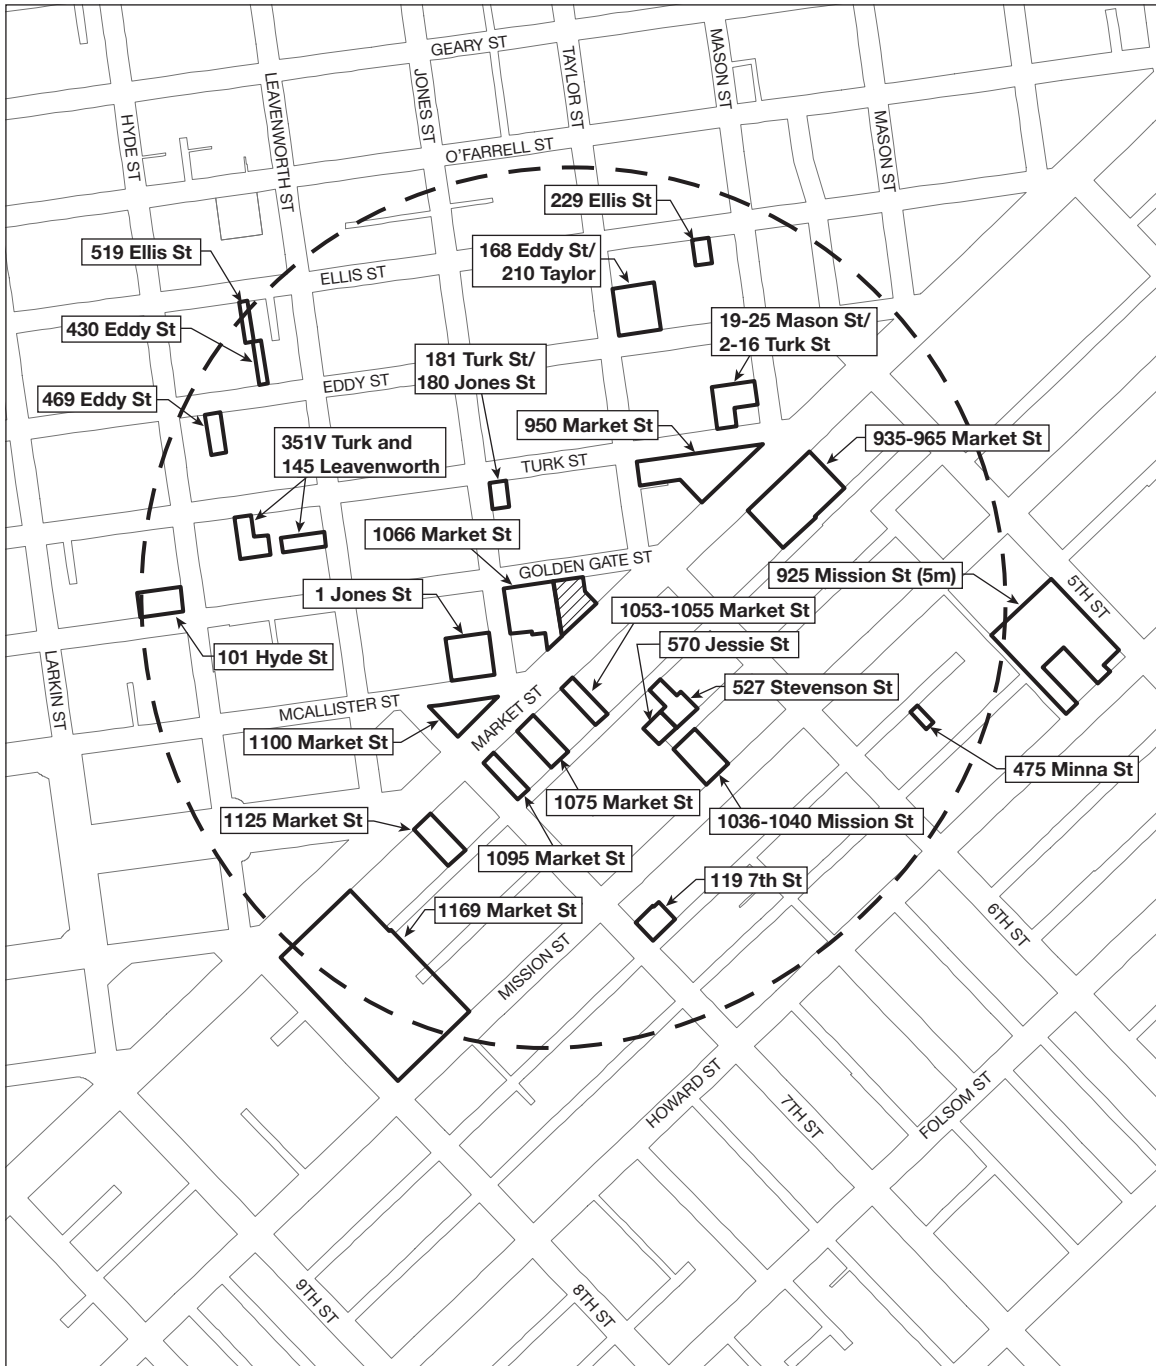 GEARY ST
TAYLOR ST
MASON ST
JONES ST
LEAVENWORTH ST
HYDE ST
MASON ST
O'FARRELL ST
229 Ellis St
519 Ellis St
168 Eddy St/
210 Taylor
ELLIS ST
430 Eddy St
19-25 Mason St/
2-16 Turk St
181 Turk St/
180 Jones St
EDDY ST
469 Eddy St
950 Market St
935-965 Market St
351V Turk and
145 Leavenworth
TURK ST
1066 Market St
GOLDEN GATE ST
925 Mission St (5m)
5TH ST
1 Jones St
1053-1055 Market St
570 Jessie St
101 Hyde St
LARKIN ST
527 Stevenson St
MCALLISTER ST
MARKET ST
1100 Market St
475 Minna St
1075 Market St
1125 Market St
1036-1040 Mission St
1095 Market St
119 7th St
1169 Market St
6TH ST
MISSION ST
HOWARD ST
7TH ST
FOLSOM ST
9TH ST
8TH ST